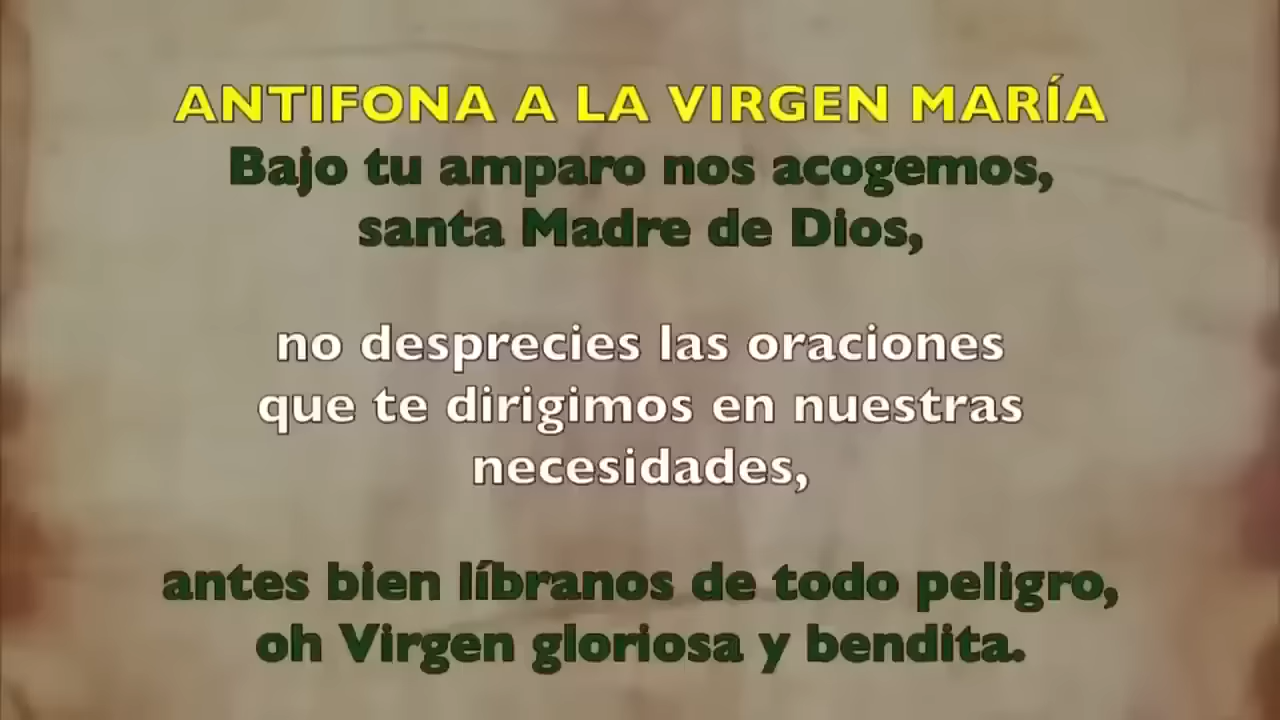 ANTIFONA A LA VIRGEN MARÍA
Bajo tu amparo nos acogemos,
santa Madre de Dios,
no desprecies las oraciones
que te dirigimos en nuestras
necesidades,
antes bien líbranos de todo peligro,
oh Virgen gloriosa y bendita.